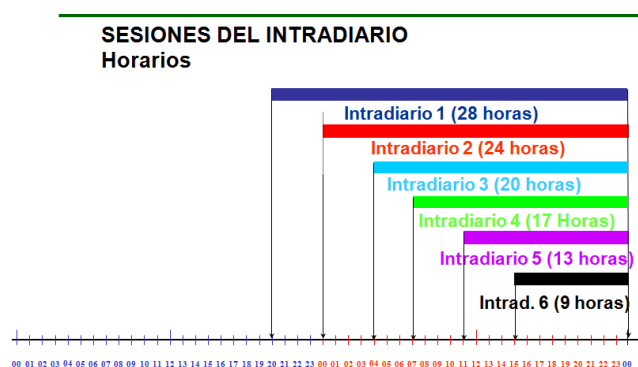 SESIONES DEL INTRADIARIO
Horarios
Intradiario 1 (28 horas)
Intradiario 2 (24 horas)
Intradiario 3 (20 horas)
Intradiario 4 (17 Horas)
Intradiario 5 (13 horas)
Intrad. 6 (9 horas)
00 01 02 03 04 05 06 07 08 09 10 11 12 13 14 15 16 17 18 19 20 21 22 23 00 01 02 03 04 05 06 07 08 09 10 11 12 13 14 15 16 17 18 19 20 21 22 23 00